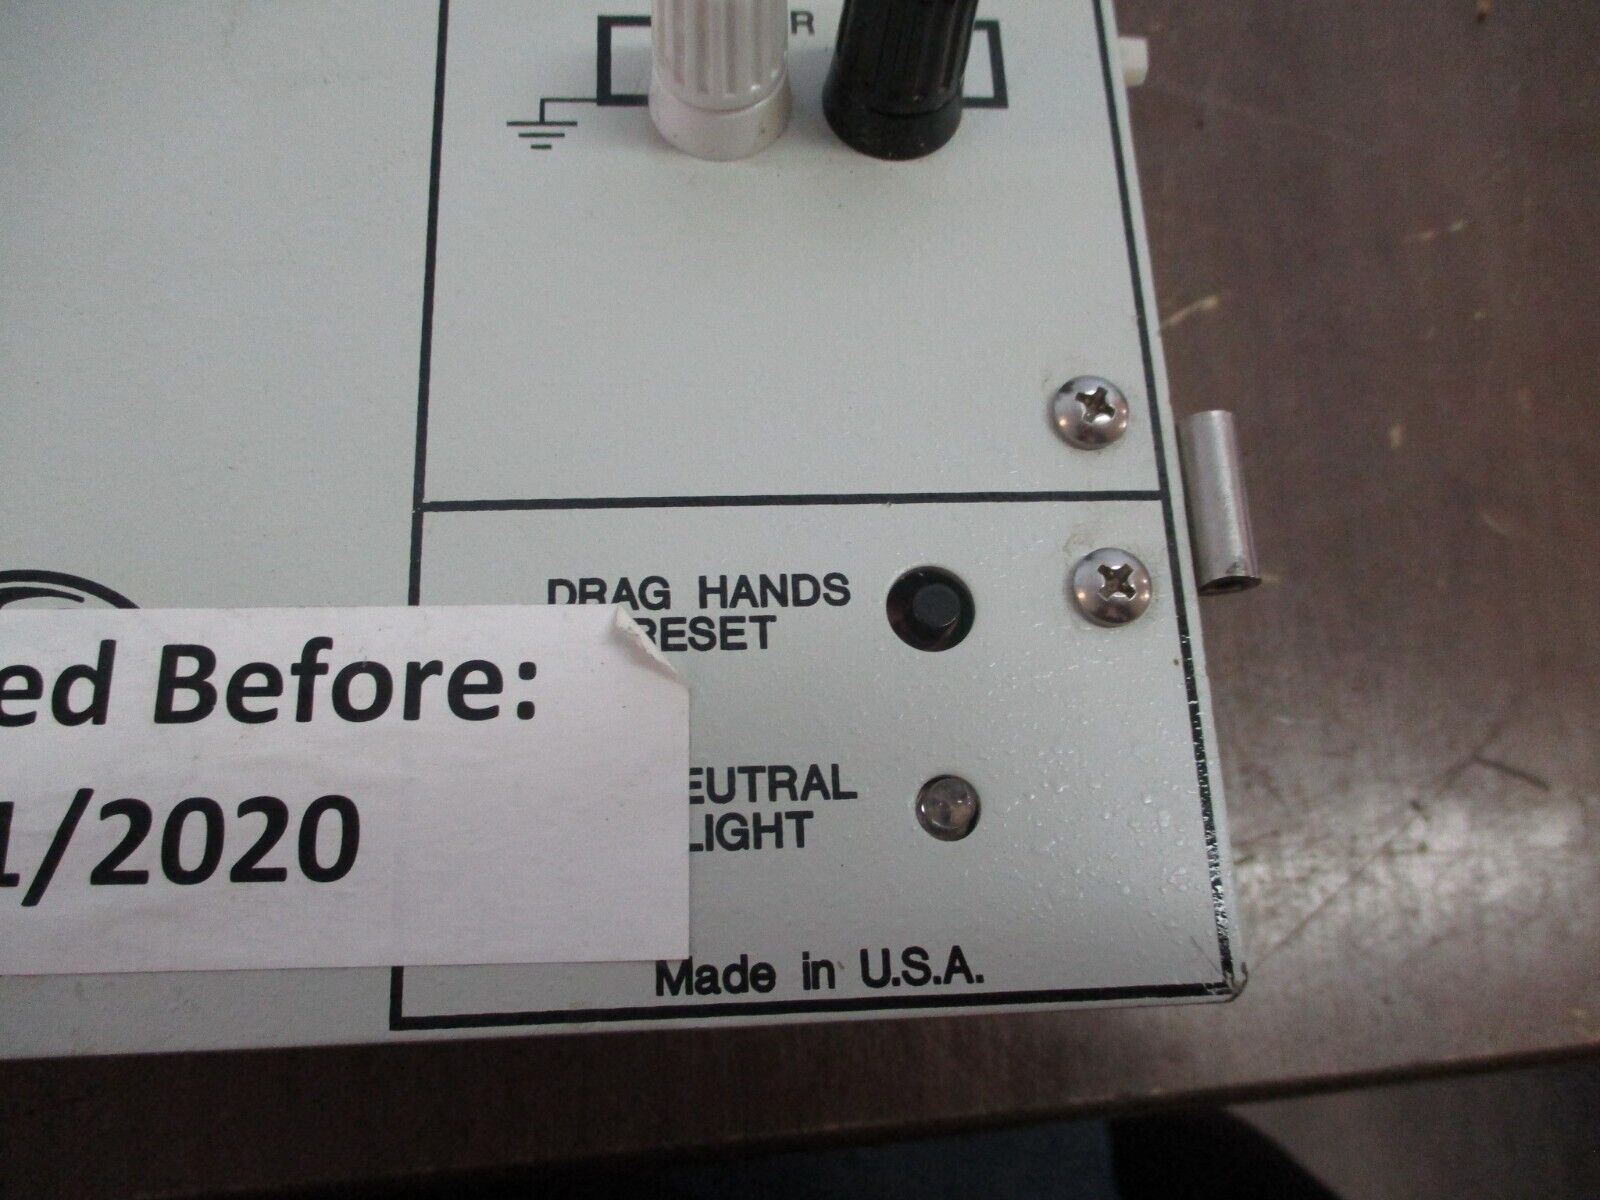 R
DRAG HANDS
RESET
ed Before:
1/2020
EUTRAL
LIGHT
Made in U.S.A.